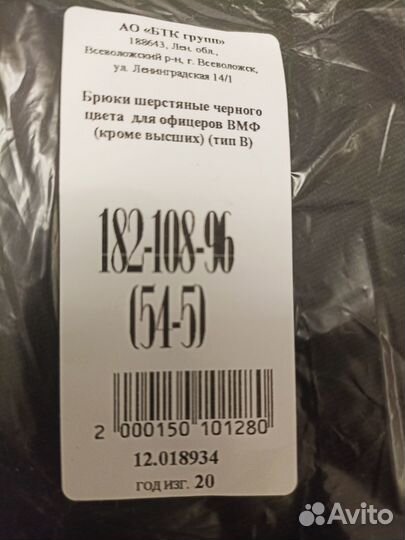 АО «БТК групп»
188643, Лен. обл.,
Всеволожский р-н, г. Всеволожск,
ул. Ленинградская 14/1
Брюки шерстяные черного
цвета для офицеров ВМФ
(кроме высших) (тип В)
182-108-96
(54-5)
2 000150 101280
12.018934
год изг. 20
Avito